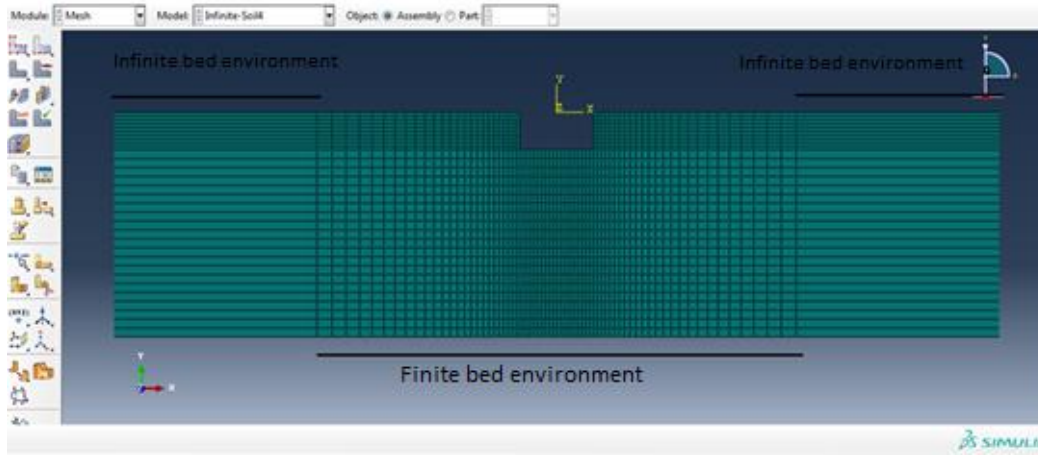 Module: Mesh Model: Infinite-Soil4 Object: Assembly Part:
Infinite bed environment Infinite bed environment
Y
X
Y
X
Finite bed environment
SIMULI